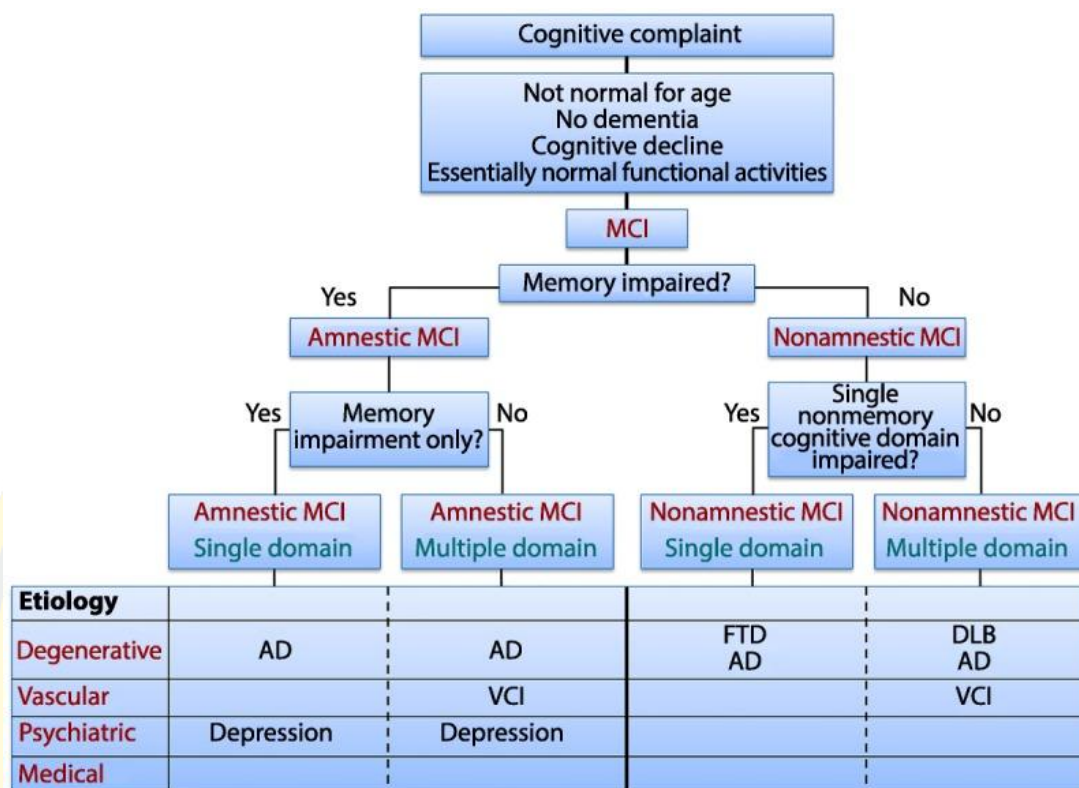 Cognitive complaint
Not normal for age
No dementia
Cognitive decline
Essentially normal functional activities
MCI
Memory impaired?
Yes
No
Amnestic MCI
Nonamnestic MCI
Yes
Memory
impairment only?
No
Yes
Single
nonmemory
cognitive domain
impaired?
No
Amnestic MCI
Single domain
Amnestic MCI
Multiple domain
Nonamnestic MCI
Single domain
Nonamnestic MCI
Multiple domain
Etiology
Degenerative
AD
AD
FTD
AD
DLB
AD
Vascular
VCI
VCI
Psychiatric
Depression
Depression
Medical